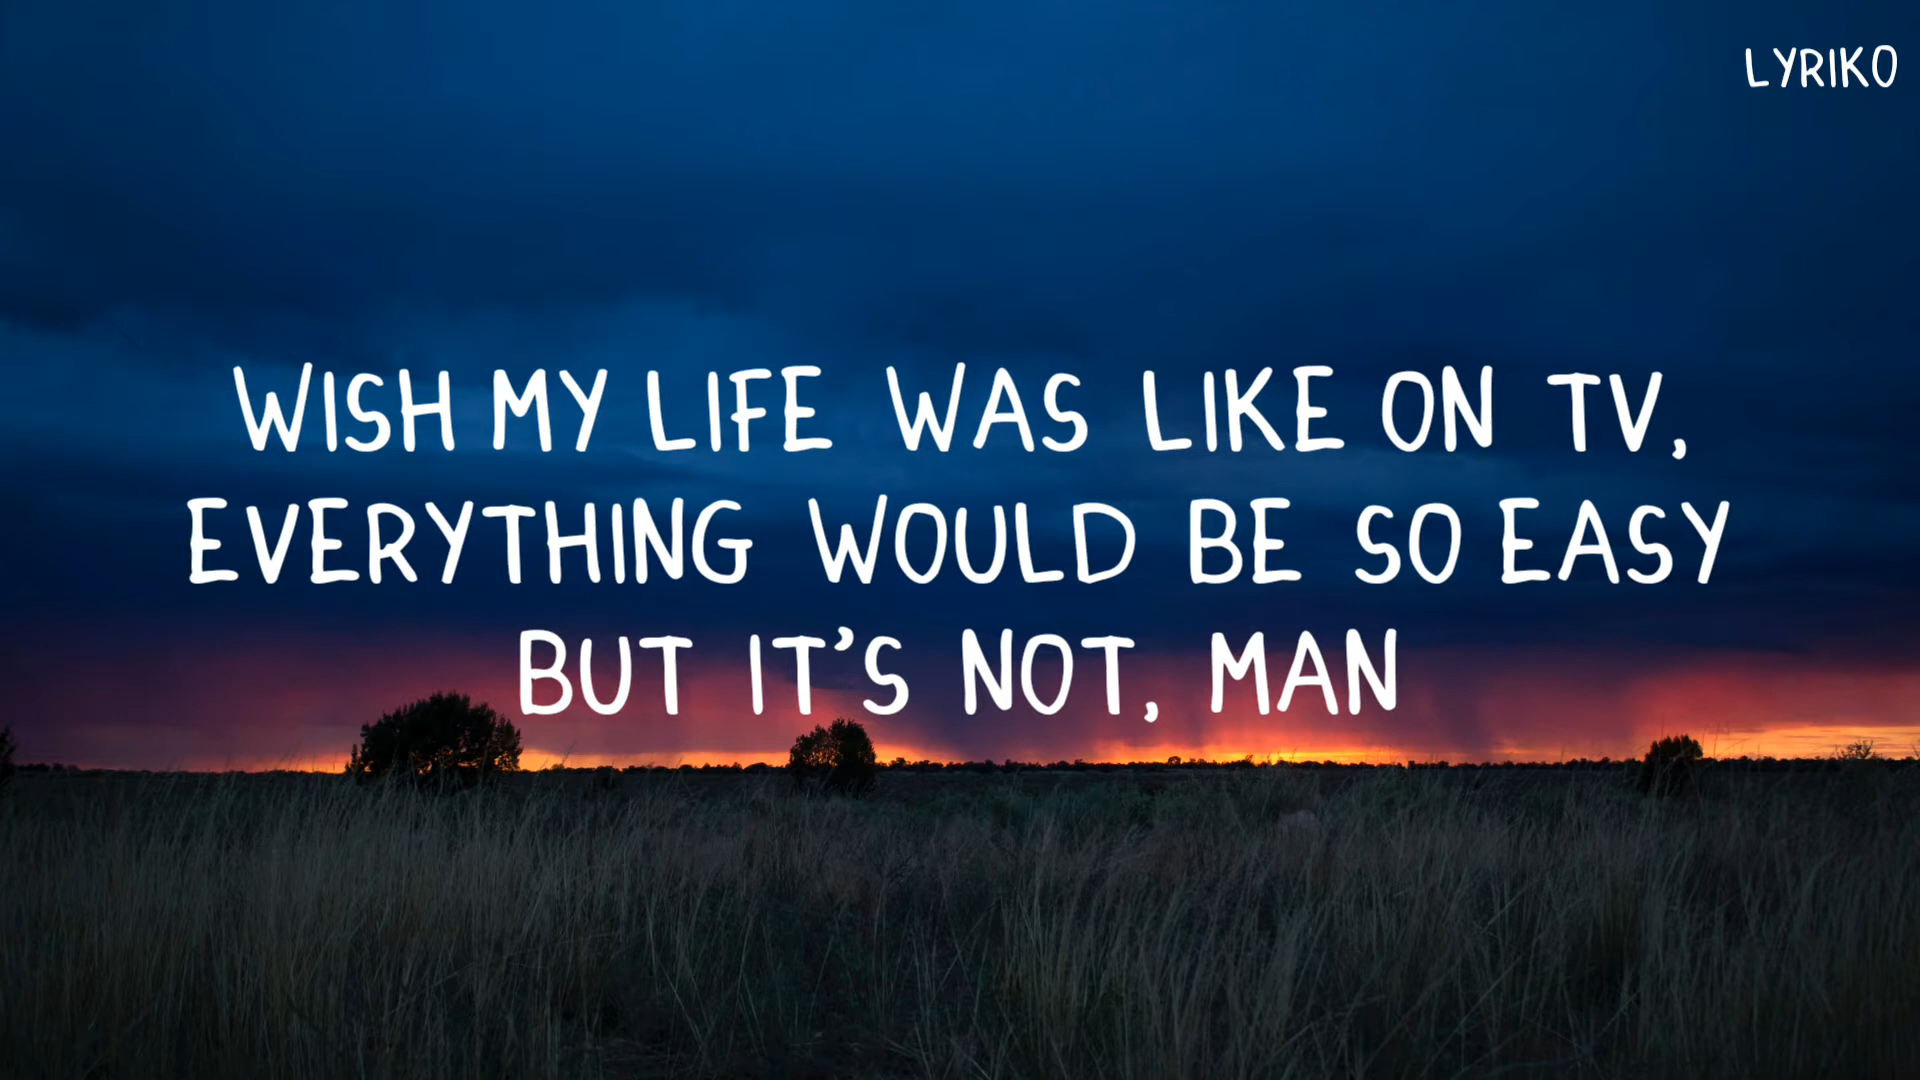 LYRIKO
WISH MY LIFE WAS LIKE ON TV,
EVERYTHING WOULD BE SO EASY
BUT IT'S NOT, MAN